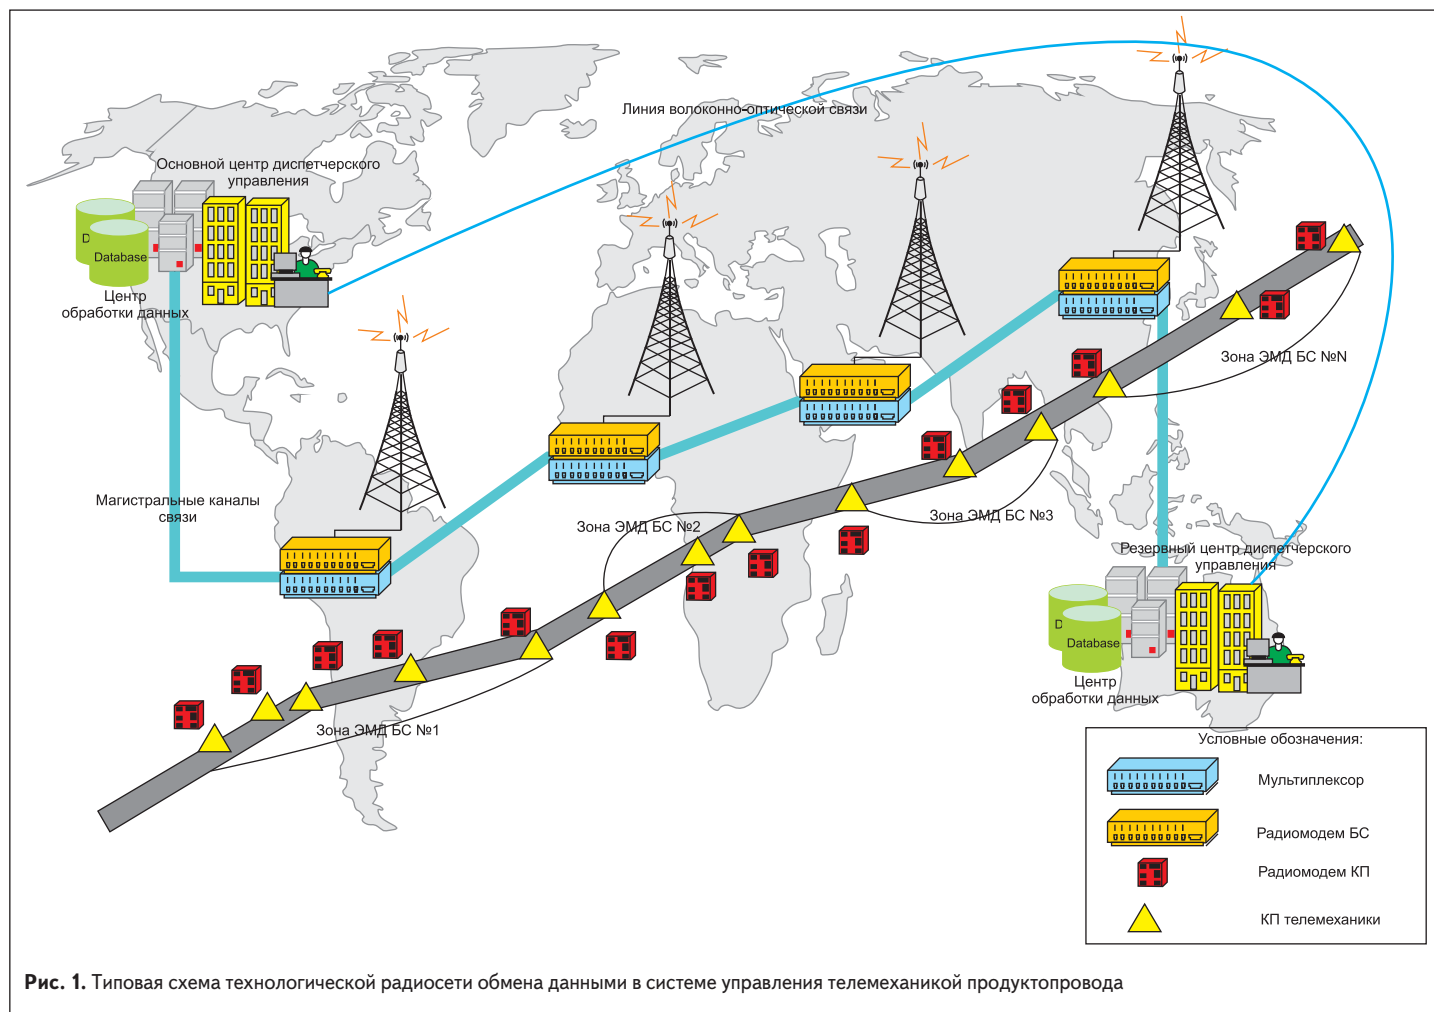 Линия волоконно-оптической связи
Основной центр диспетчерского
управления
D
Database
Центр
обработки данных
Зона ЭМД БС №N
Магистральные каналы
связи
Зона ЭМД БС №2
Зона ЭМД БС №3
Резервный центр диспетчерского
управления
D
Database
Центр
обработки данных
Зона ЭМД БС №1
Условные обозначения:
Мультиплексор
Радиомодем БС
Радиомодем КП
КП телемеханики
Рис. 1. Типовая схема технологической радиосети обмена данными в системе управления телемеханикой продуктопровода